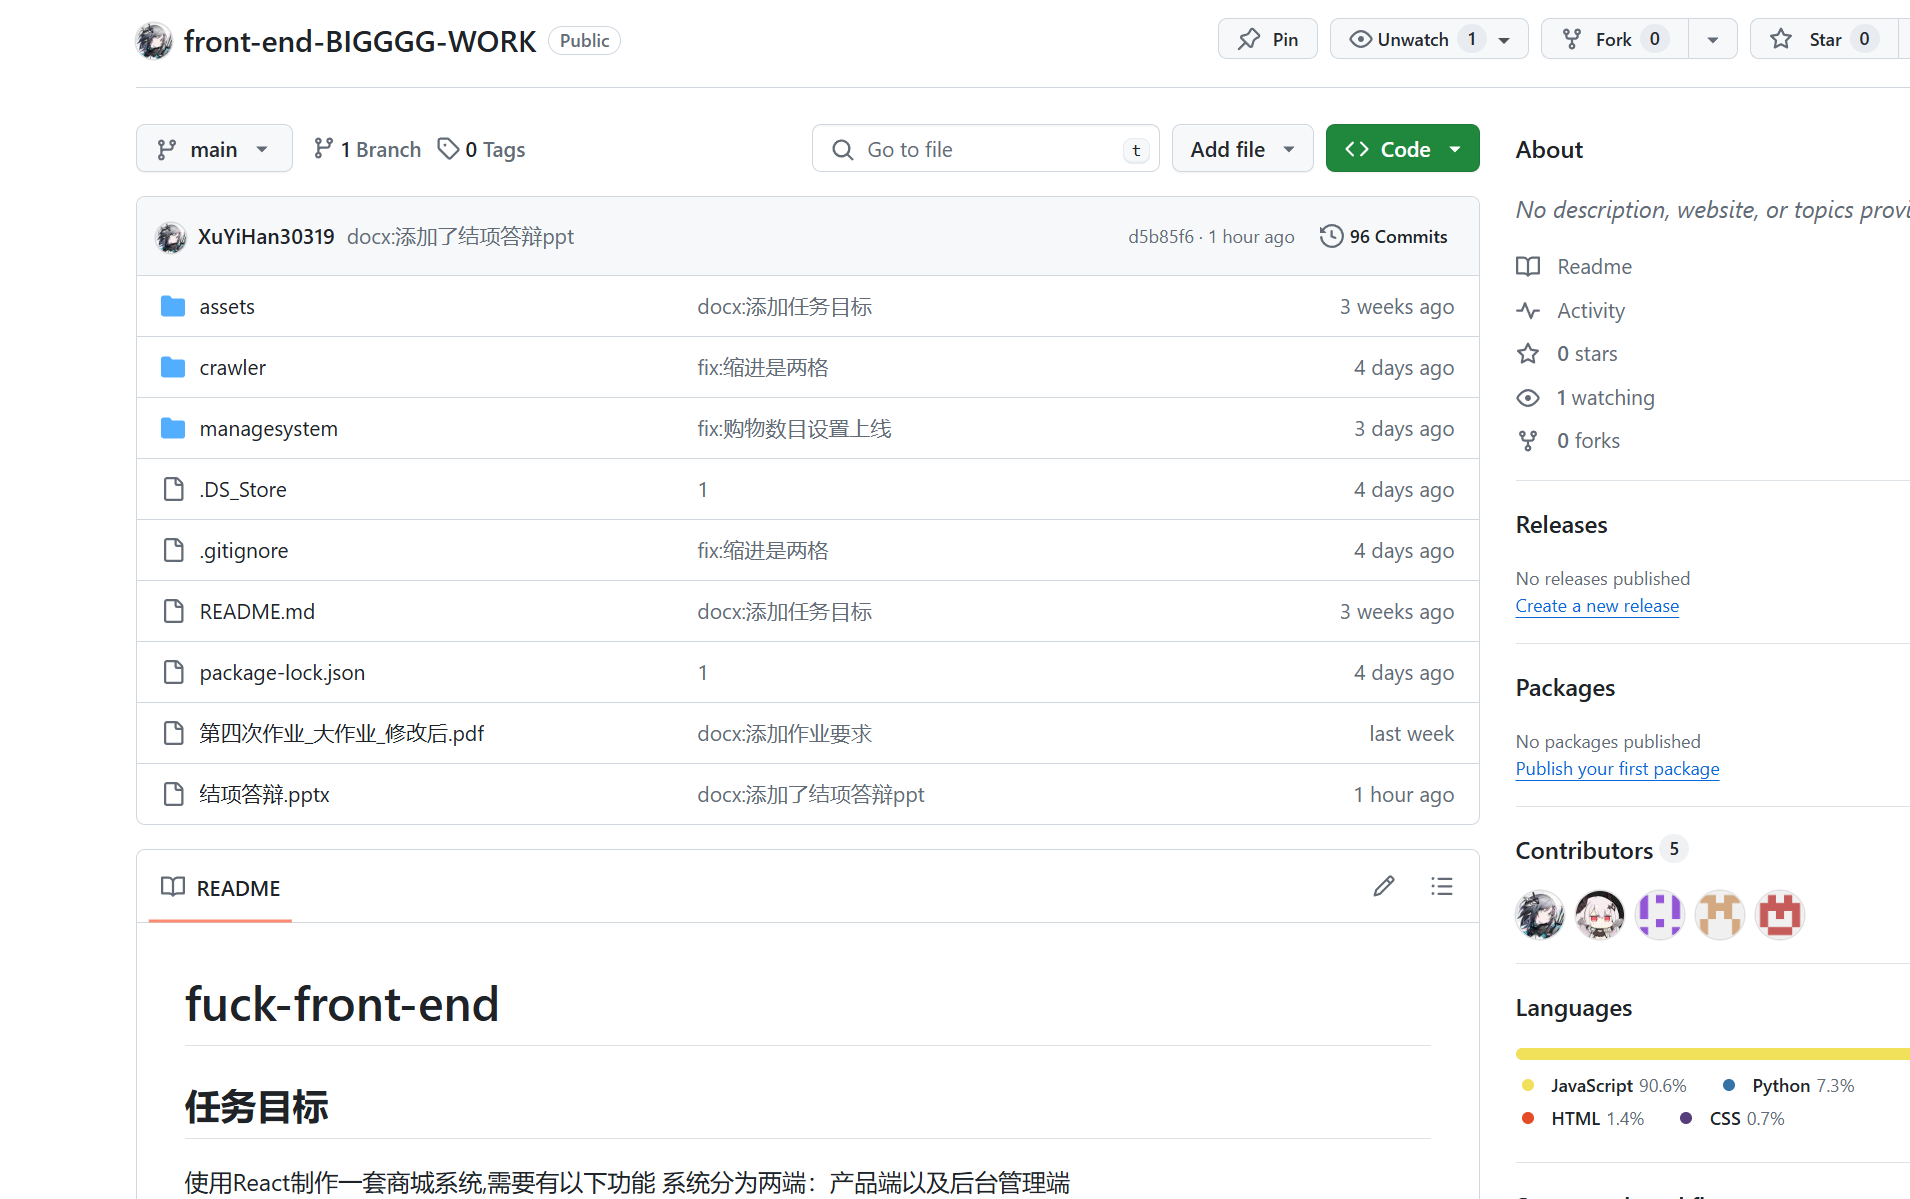 front-end-BIGGGG-WORK Public Pin Unwatch 1 Fork 0 Star 0
main 1 Branch 0 Tags Go to file t Add file Code
XuYiHan30319 docx:添加了结项答辩ppt d5b85f6 · 1 hour ago 96 Commits
assets docx:添加任务目标 3 weeks ago
crawler fix:缩进是两格 4 days ago
managesystem fix:购物数目设置上线 3 days ago
.DS_Store 1 4 days ago
.gitignore fix:缩进是两格 4 days ago
README.md docx:添加任务目标 3 weeks ago
package-lock.json 1 4 days ago
第四次作业_大作业_修改后.pdf docx:添加作业要求 last week
结项答辩.pptx docx:添加了结项答辩ppt 1 hour ago
README
fuck-front-end
任务目标
使用React制作一套商城系统,需要有以下功能 系统分为两端：产品端以及后台管理端
About
No description, website, or topics provi
Readme
Activity
0 stars
1 watching
0 forks
Releases
No releases published
Create a new release
Packages
No packages published
Publish your first package
Contributors 5
Languages
JavaScript 90.6% Python 7.3%
HTML 1.4% CSS 0.7%